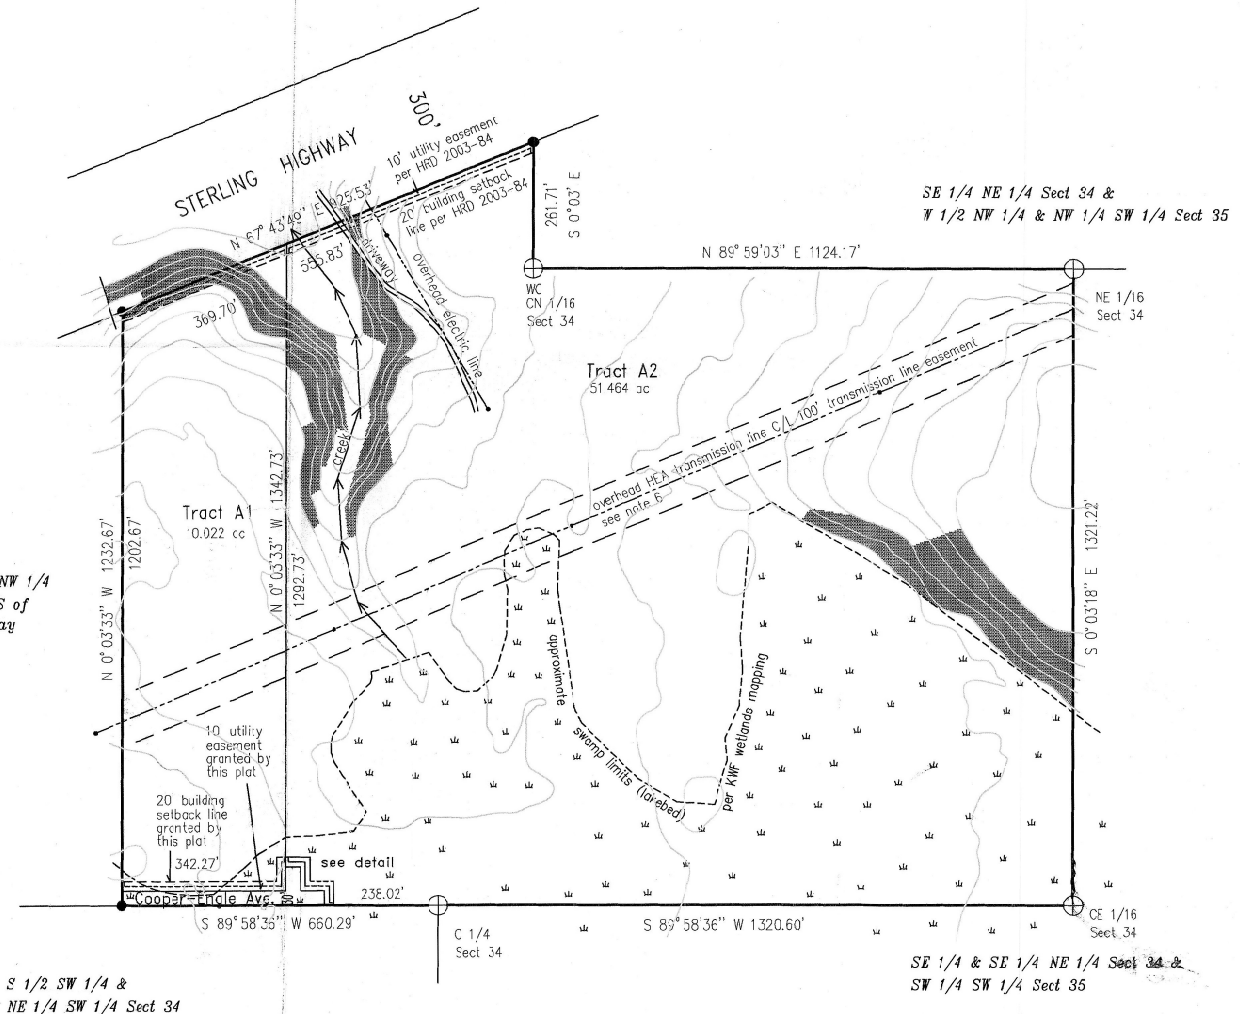 STERLING HIGHWAY
300'
10' utility easement
per HRD 2003-84
20' building setback
line per HRD 2003-84
N 67° 43'49" E 925.53'
555.83'
369.70'
driveway
overhead electric line
261.71'
S 0°03' E
SE 1/4 NE 1/4 Sect 34 &
W 1/2 NW 1/4 & NW 1/4 SW 1/4 Sect 35
N 89° 59'03" E 1124.'7'
WC
CN 1/16
Sect 34
NE 1/16
Sect 34
Tract A2
51 464 ac
overhead HEA transmission line C/L 100' transmission line easement
see note 6
creek
Tract A1
0.022 ac
N 0°03'33" W 1232.67'
1202.67'
N 0°03'33" W 1342.73'
1292.73'
S 0°03'18" E 1321.22'
NW 1/4
S of
ay
approximate
swamp limits (lakebed)
per KWF wetlands mapping
10 utility
easement
granted by
this plat
20 building
setback line
granted by
this plat
342.27'
see detail
Cooper-Engle Ave.
30'
238.02'
S 89°58'36" W 660.29'
C 1/4
Sect 34
S 89°58'36" W 1320.60'
CE 1/16
Sect 34
SE 1/4 & SE 1/4 NE 1/4 Sect 34 &
SW 1/4 SW 1/4 Sect 35
S 1/2 SW 1/4 &
NE 1/4 SW 1/4 Sect 34